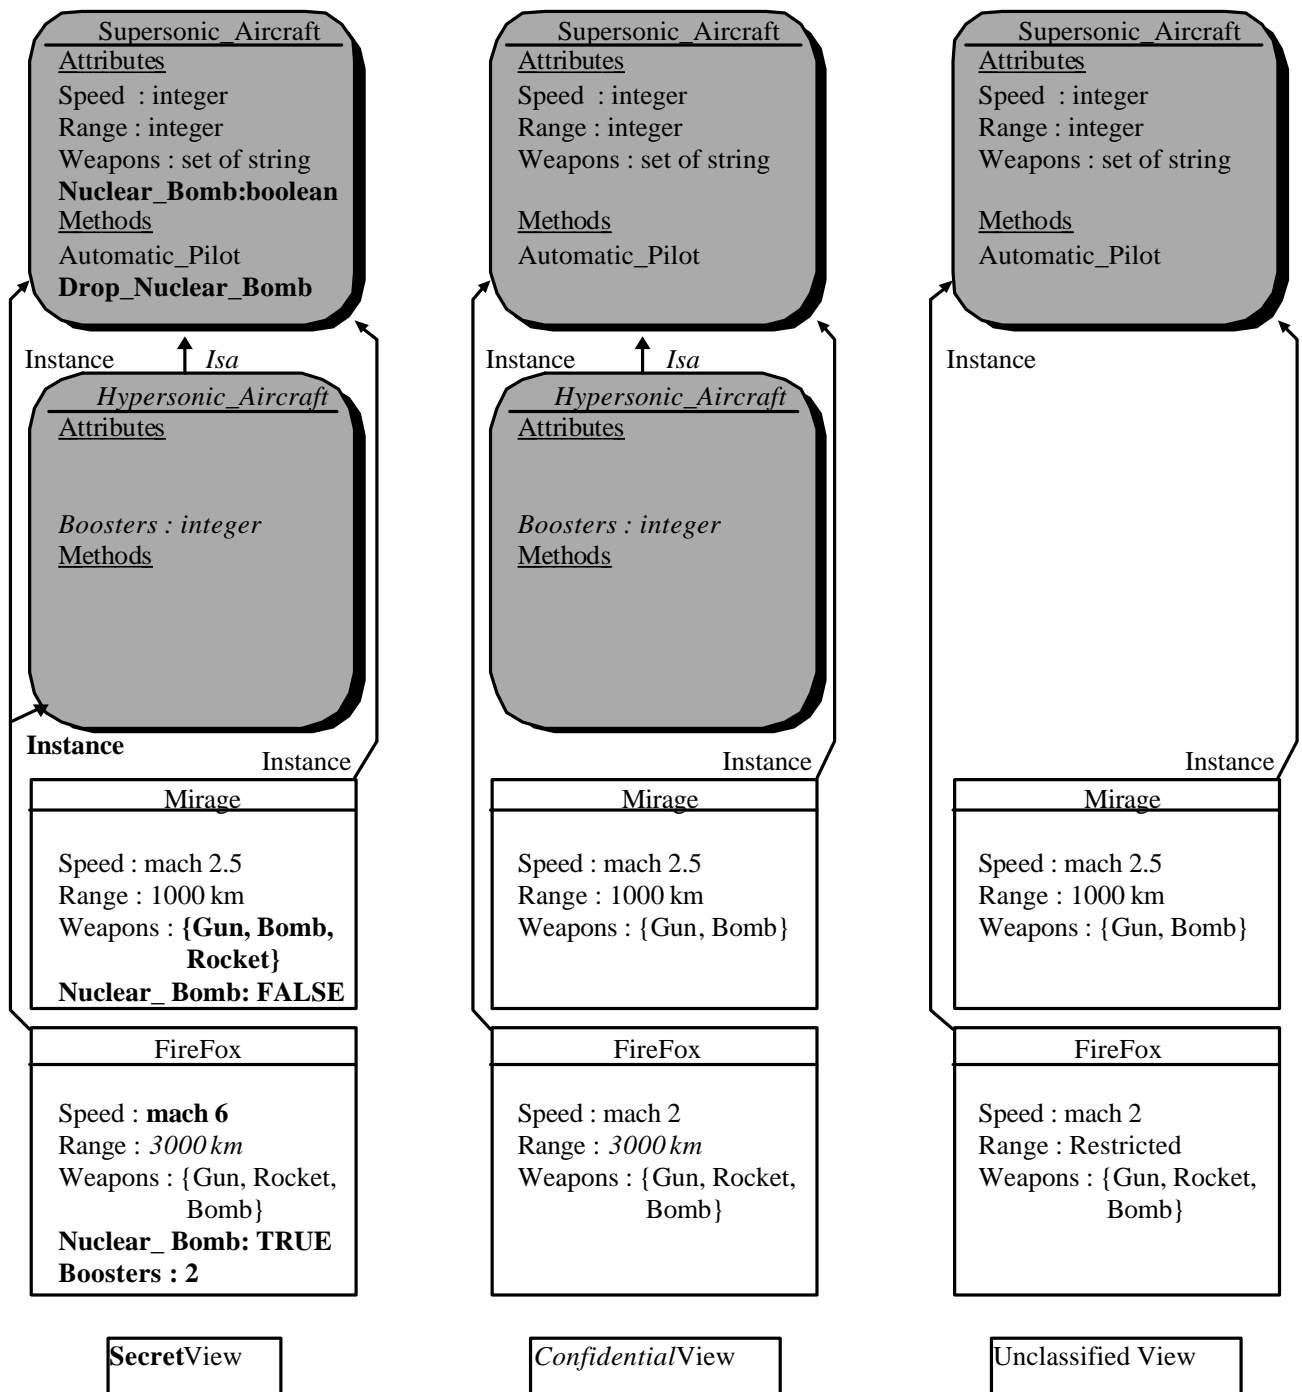 Supersonic_Aircraft
Attributes
Speed : integer
Range : integer
Weapons : set of string
Nuclear_Bomb:boolean
Methods
Automatic_Pilot
Drop_Nuclear_Bomb
Instance
Isa
Hypersonic_Aircraft
Attributes
Boosters : integer
Methods
Instance
Instance
Mirage
Speed : mach 2.5
Range : 1000 km
Weapons : {Gun, Bomb,
Rocket}
Nuclear_ Bomb: FALSE
FireFox
Speed : mach 6
Range : 3000 km
Weapons : {Gun, Rocket,
Bomb}
Nuclear_ Bomb: TRUE
Boosters : 2
SecretView
Supersonic_Aircraft
Attributes
Speed : integer
Range : integer
Weapons : set of string
Methods
Automatic_Pilot
Instance
Isa
Hypersonic_Aircraft
Attributes
Boosters : integer
Methods
Instance
Mirage
Speed : mach 2.5
Range : 1000 km
Weapons : {Gun, Bomb}
FireFox
Speed : mach 2
Range : 3000 km
Weapons : {Gun, Rocket,
Bomb}
ConfidentialView
Supersonic_Aircraft
Attributes
Speed : integer
Range : integer
Weapons : set of string
Methods
Automatic_Pilot
Instance
Instance
Mirage
Speed : mach 2.5
Range : 1000 km
Weapons : {Gun, Bomb}
FireFox
Speed : mach 2
Range : Restricted
Weapons : {Gun, Rocket,
Bomb}
Unclassified View